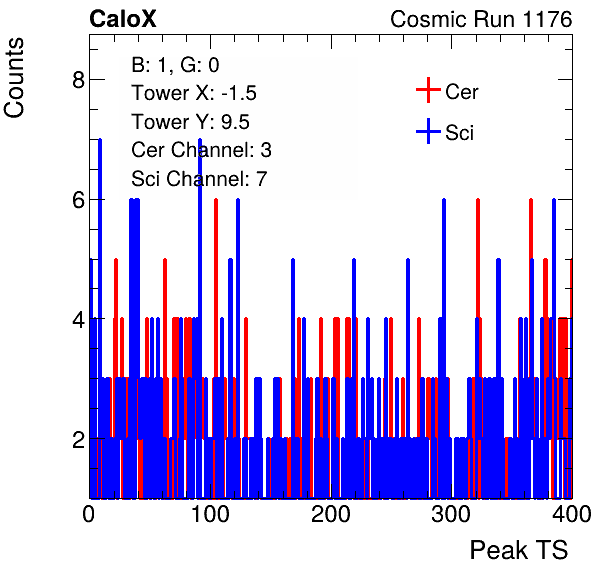 CaloX Cosmic Run 1176
Counts
B: 1, G: 0
Tower X: -1.5
Tower Y: 9.5
Cer Channel: 3
Sci Channel: 7
Cer
Sci
8
6
4
2
0 100 200 300 400
Peak TS